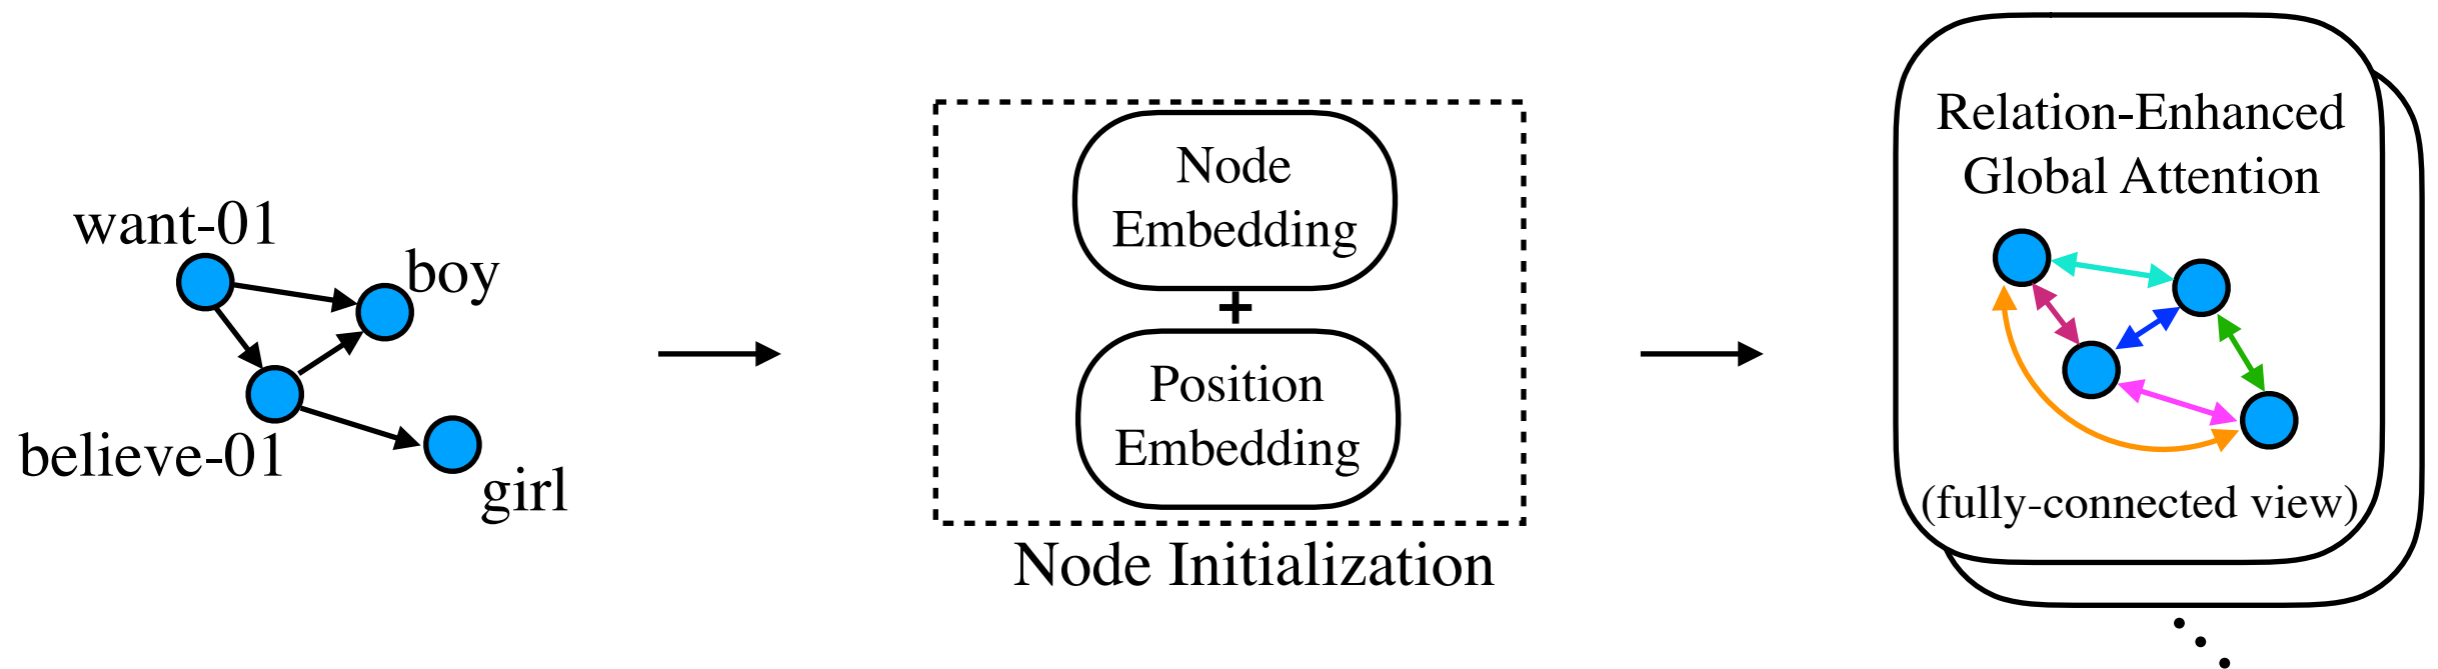 want-01
boy
believe-01
girl
Node
Embedding
+
Position
Embedding
Node Initialization
Relation-Enhanced
Global Attention
(fully-connected view)